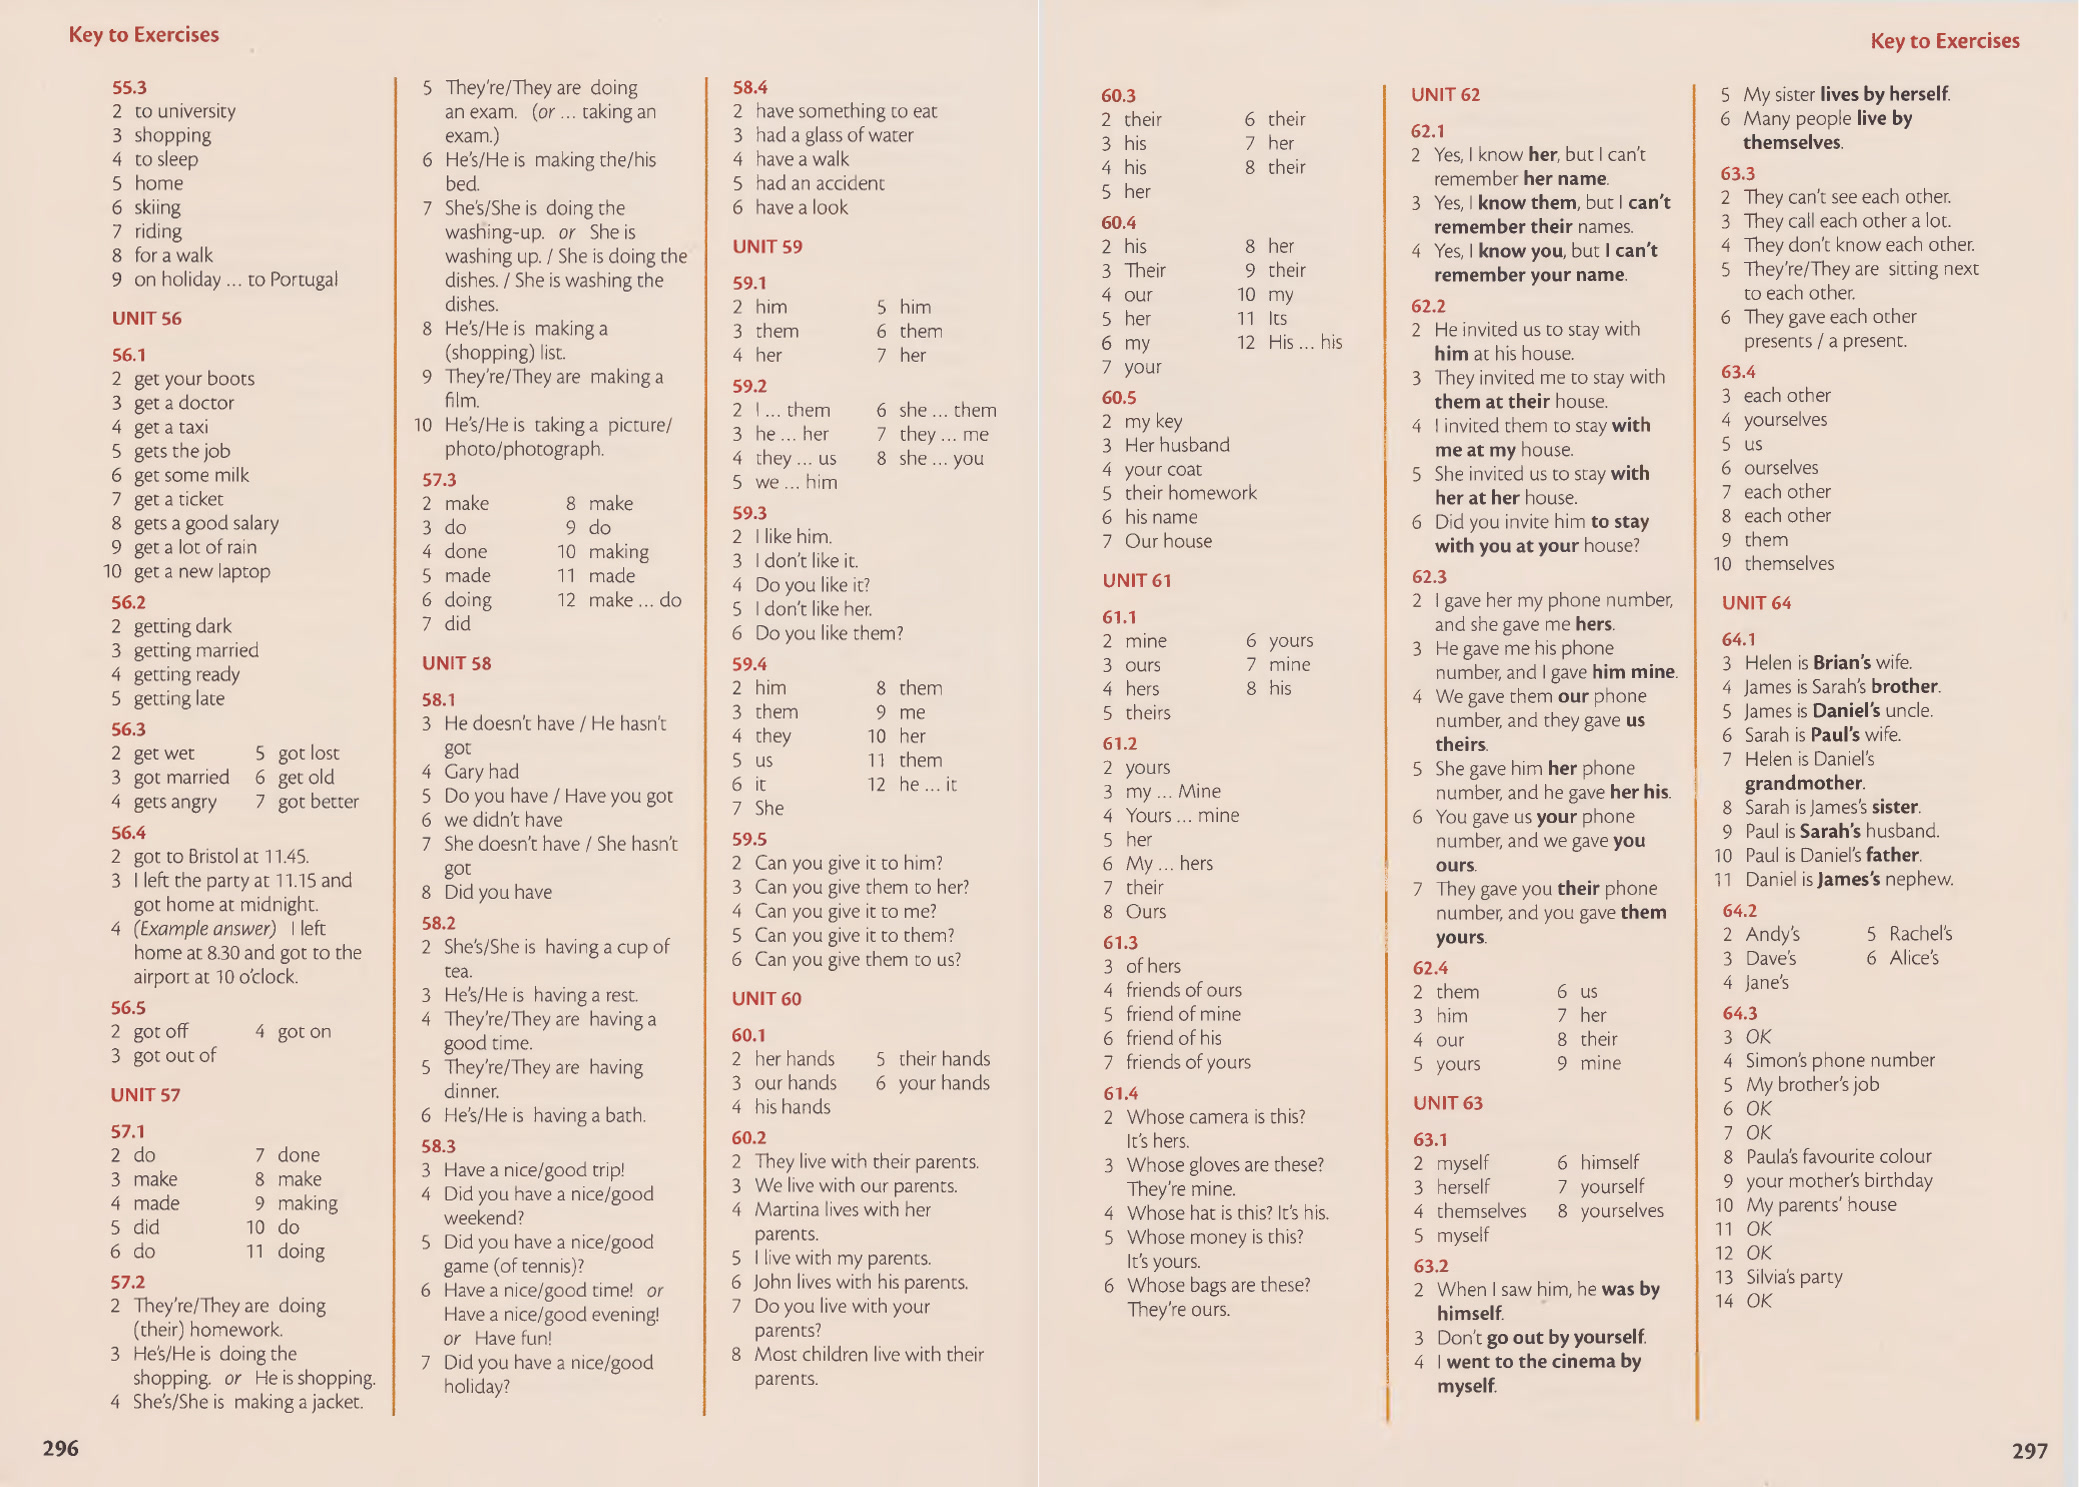 Key to Exercises
55.3
2 to university
3 shopping
4 to sleep
5 home
6 skiing
7 riding
8 for a walk
9 on holiday ... to Portugal
UNIT 56
56.1
2 get your boots
3 get a doctor
4 get a taxi
5 gets the job
6 get some milk
7 get a ticket
8 gets a good salary
9 get a lot of rain
10 get a new laptop
56.2
2 getting dark
3 getting married
4 getting ready
5 getting late
56.3
2 get wet 5 got lost
3 got married 6 get old
4 gets angry 7 got better
56.4
2 got to Bristol at 11.45.
3 I left the party at 11.15 and
got home at midnight.
4 (Example answer) I left
home at 8.30 and got to the
airport at 10 o'clock.
56.5
2 got off 4 got on
3 got out of
UNIT 57
57.1
2 do 7 done
3 make 8 make
4 made 9 making
5 did 10 do
6 do 11 doing
57.2
2 They're/They are doing
(their) homework.
3 He's/He is doing the
shopping. or He is shopping.
4 She's/She is making a jacket.
5 They're/They are doing
an exam. (or ... taking an
exam.)
6 He's/He is making the/his
bed.
7 She's/She is doing the
washing-up. or She is
washing up. / She is doing the
dishes. / She is washing the
dishes.
8 He's/He is making a
(shopping) list.
9 They're/They are making a
film.
10 He's/He is taking a picture/
photo/photograph.
57.3
2 make 8 make
3 do 9 do
4 done 10 making
5 made 11 made
6 doing 12 make ... do
7 did
UNIT 58
58.1
3 He doesn't have / He hasn't
got
4 Gary had
5 Do you have / Have you got
6 we didn't have
7 She doesn't have / She hasn't
got
8 Did you have
58.2
2 She's/She is having a cup of
tea.
3 He's/He is having a rest.
4 They're/They are having a
good time.
5 They're/They are having
dinner.
6 He's/He is having a bath.
58.3
3 Have a nice/good trip!
4 Did you have a nice/good
weekend?
5 Did you have a nice/good
game (of tennis)?
6 Have a nice/good time! or
Have a nice/good evening!
or Have fun!
7 Did you have a nice/good
holiday?
58.4
2 have something to eat
3 had a glass of water
4 have a walk
5 had an accident
6 have a look
UNIT 59
59.1
2 him 5 him
3 them 6 them
4 her 7 her
59.2
2 I ... them 6 she ... them
3 he ... her 7 they ... me
4 they ... us 8 she ... you
5 we ... him
59.3
2 I like him.
3 I don't like it.
4 Do you like it?
5 I don't like her.
6 Do you like them?
59.4
2 him 8 them
3 them 9 me
4 they 10 her
5 us 11 them
6 it 12 he ... it
7 She
59.5
2 Can you give it to him?
3 Can you give them to her?
4 Can you give it to me?
5 Can you give it to them?
6 Can you give them to us?
UNIT 60
60.1
2 her hands 5 their hands
3 our hands 6 your hands
4 his hands
60.2
2 They live with their parents.
3 We live with our parents.
4 Martina lives with her
parents.
5 I live with my parents.
6 John lives with his parents.
7 Do you live with your
parents?
8 Most children live with their
parents.
296
Key to Exercises
60.3
2 their 6 their
3 his 7 her
4 his 8 their
5 her
60.4
2 his 8 her
3 Their 9 their
4 our 10 my
5 her 11 Its
6 my 12 His ... his
7 your
60.5
2 my key
3 Her husband
4 your coat
5 their homework
6 his name
7 Our house
UNIT 61
61.1
2 mine 6 yours
3 ours 7 mine
4 hers 8 his
5 theirs
61.2
2 yours
3 my ... Mine
4 Yours ... mine
5 her
6 My ... hers
7 their
8 Ours
61.3
3 of hers
4 friends of ours
5 friend of mine
6 friend of his
7 friends of yours
61.4
2 Whose camera is this?
It's hers.
3 Whose gloves are these?
They're mine.
4 Whose hat is this? It's his.
5 Whose money is this?
It's yours.
6 Whose bags are these?
They're ours.
UNIT 62
62.1
2 Yes, I know her, but I can't
remember her name.
3 Yes, I know them, but I can't
remember their names.
4 Yes, I know you, but I can't
remember your name.
62.2
2 He invited us to stay with
him at his house.
3 They invited me to stay with
them at their house.
4 I invited them to stay with
me at my house.
5 She invited us to stay with
her at her house.
6 Did you invite him to stay
with you at your house?
62.3
2 I gave her my phone number,
and she gave me hers.
3 He gave me his phone
number, and I gave him mine.
4 We gave them our phone
number, and they gave us
theirs.
5 She gave him her phone
number, and he gave her his.
6 You gave us your phone
number, and we gave you
ours.
7 They gave you their phone
number, and you gave them
yours.
62.4
2 them 6 us
3 him 7 her
4 our 8 their
5 yours 9 mine
UNIT 63
63.1
2 myself 6 himself
3 herself 7 yourself
4 themselves 8 yourselves
5 myself
63.2
2 When I saw him, he was by
himself.
3 Don't go out by yourself.
4 I went to the cinema by
myself.
5 My sister lives by herself.
6 Many people live by
themselves.
63.3
2 They can't see each other.
3 They call each other a lot.
4 They don't know each other.
5 They're/They are sitting next
to each other.
6 They gave each other
presents / a present.
63.4
3 each other
4 yourselves
5 us
6 ourselves
7 each other
8 each other
9 them
10 themselves
UNIT 64
64.1
3 Helen is Brian's wife.
4 James is Sarah's brother.
5 James is Daniel's uncle.
6 Sarah is Paul's wife.
7 Helen is Daniel's
grandmother.
8 Sarah is James's sister.
9 Paul is Sarah's husband.
10 Paul is Daniel's father.
11 Daniel is James's nephew.
64.2
2 Andy's 5 Rachel's
3 Dave's 6 Alice's
4 Jane's
64.3
3 OK
4 Simon's phone number
5 My brother's job
6 OK
7 OK
8 Paula's favourite colour
9 your mother's birthday
10 My parents' house
11 OK
12 OK
13 Silvia's party
14 OK
297